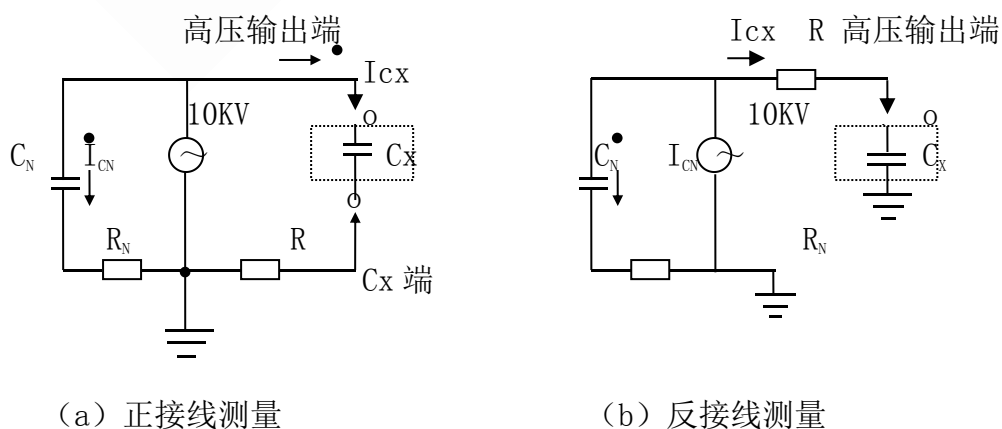 高压输出端
Icx
10KV
O
C_N
I_CN
Cx
O
R_N
R
Cx 端
(a) 正接线测量
Icx R 高压输出端
10KV
O
C_N
I_CN
C_X
R_N
(b) 反接线测量